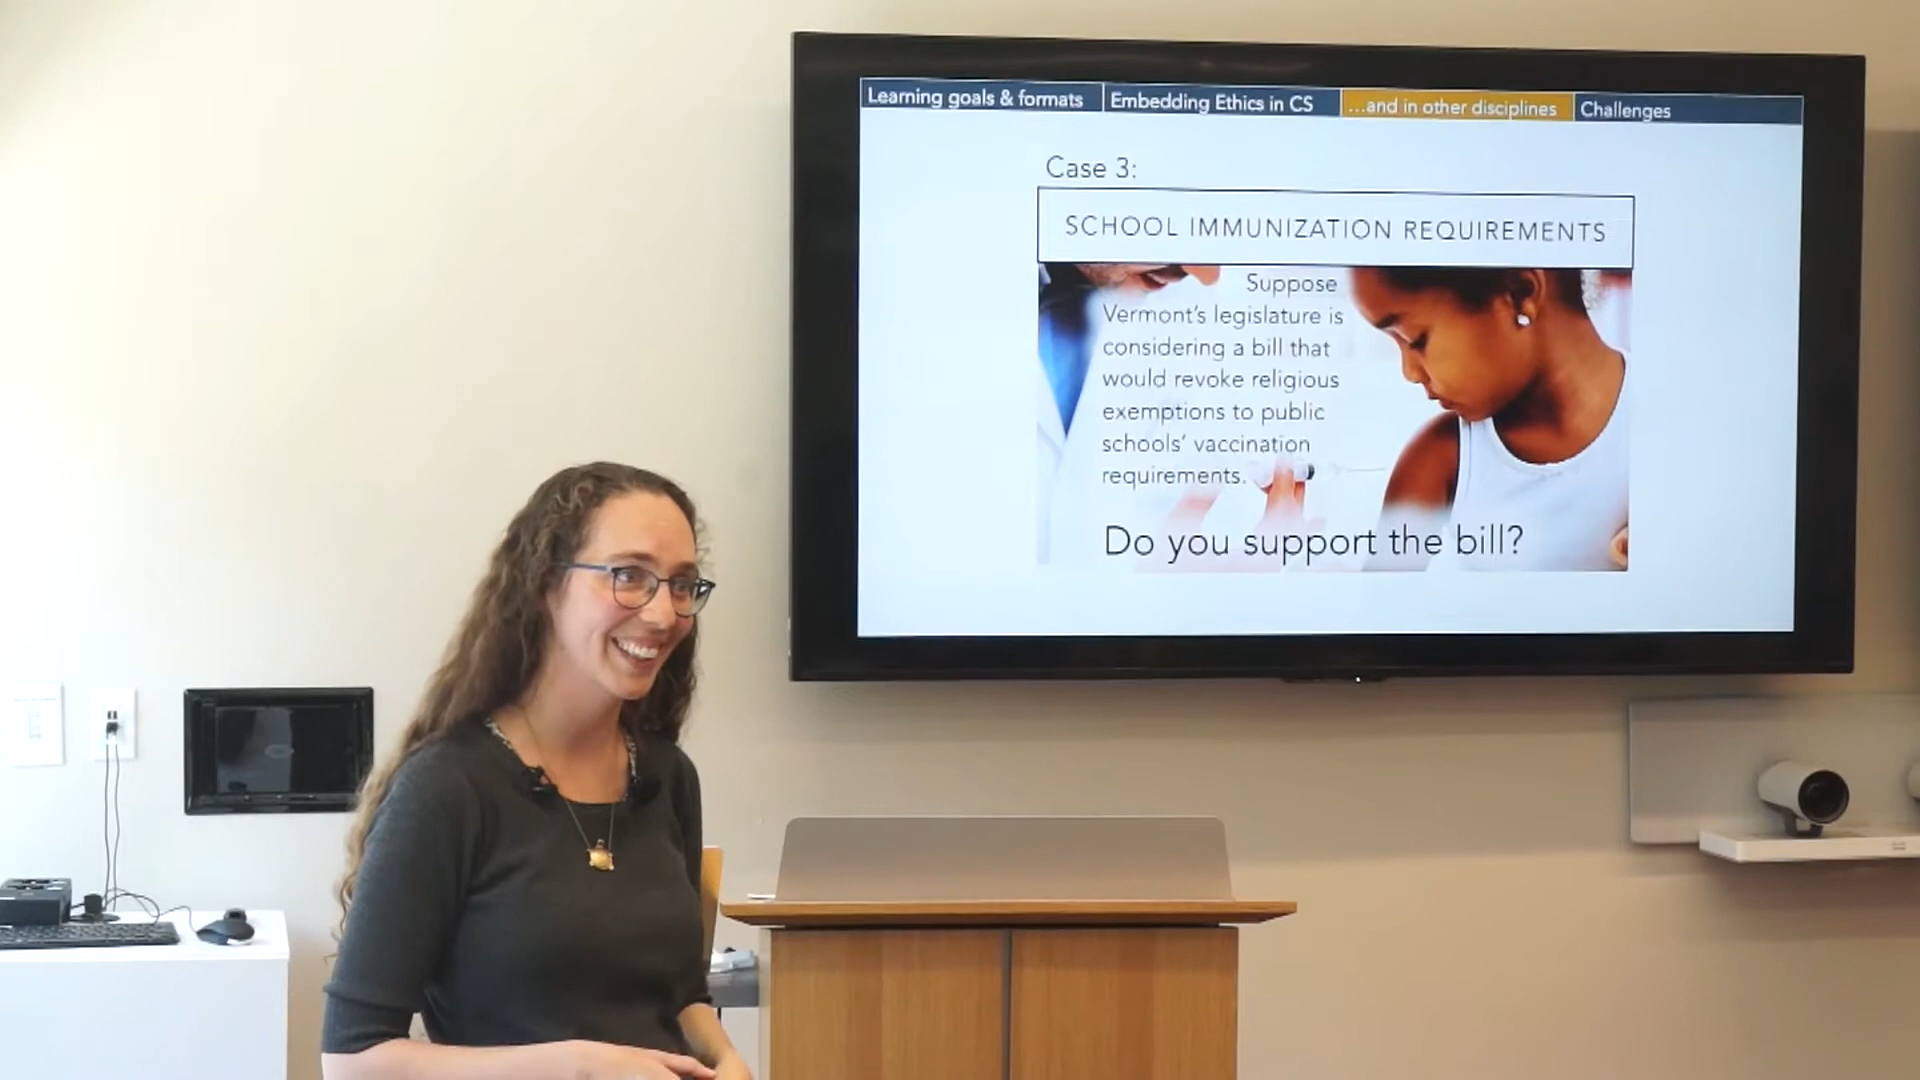 Learning goals & formats
Embedding Ethics in CS
...and in other disciplines
Challenges
Case 3:
SCHOOL IMMUNIZATION REQUIREMENTS
Suppose
Vermont's legislature is
considering a bill that
would revoke religious
exemptions to public
schools' vaccination
requirements.
Do you support the bill?